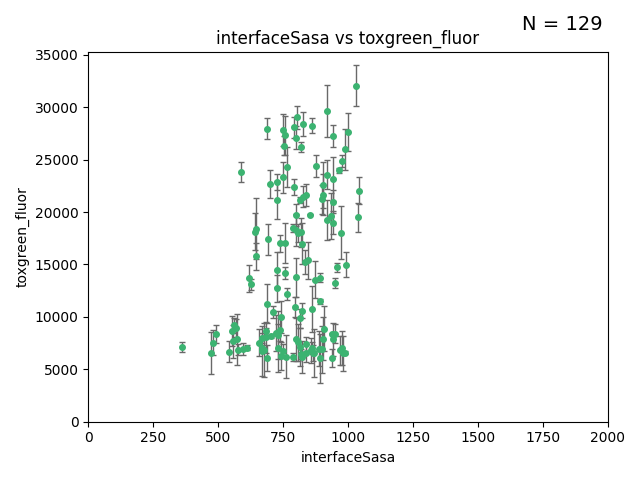 N = 129
interfaceSasa vs toxgreen_fluor
35000
30000
25000
20000
15000
10000
5000
0
toxgreen_fluor
0 250 500 750 1000 1250 1500 1750 2000
interfaceSasa